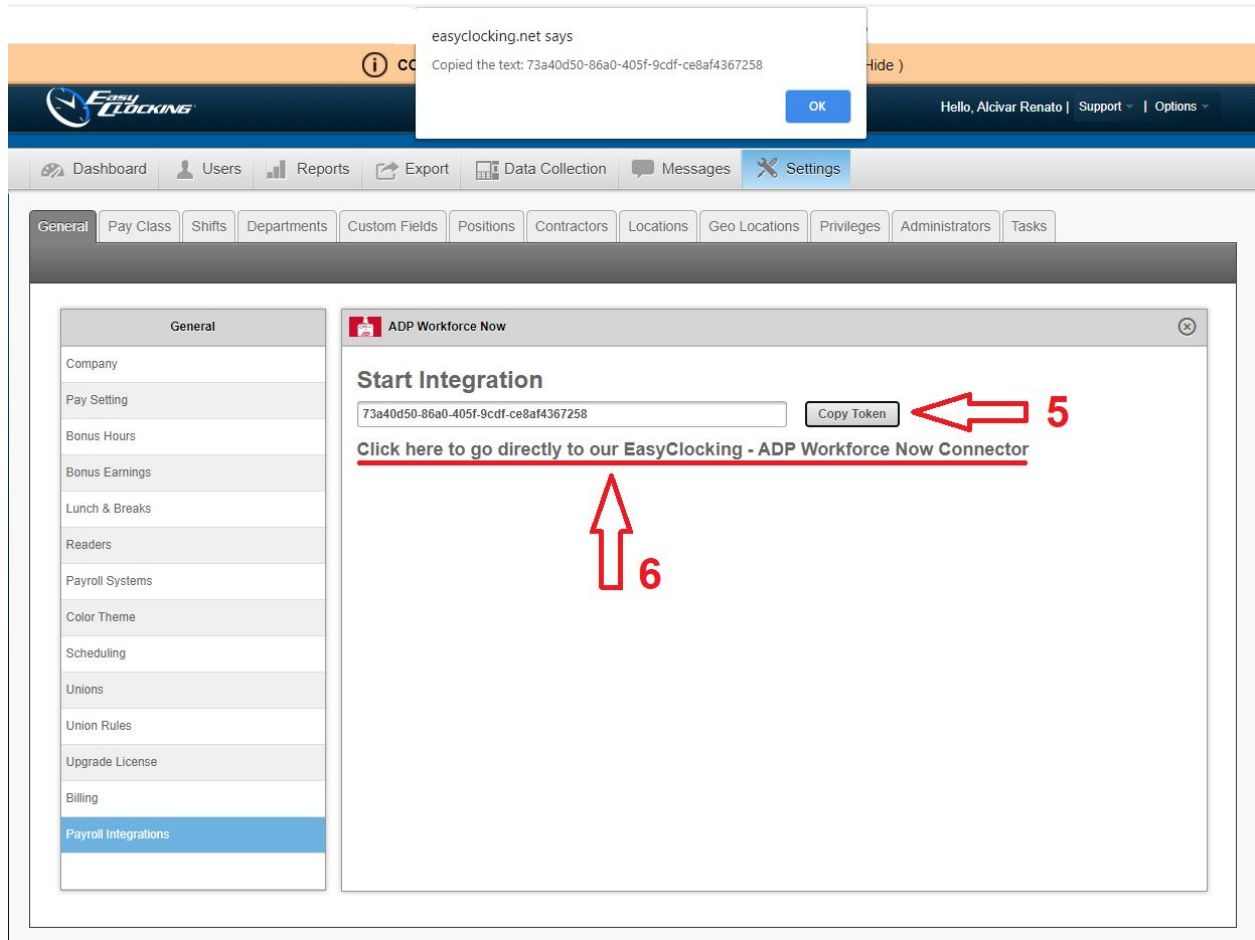 easyclocking.net says
Copied the text: 73a40d50-86a0-405f-9cdf-ce8af4367258
OK
Hide )
Easy
CLOCKING
Hello, Alcivar Renato | Support | Options
Dashboard Users Reports Export Data Collection Messages Settings
General Pay Class Shifts Departments Custom Fields Positions Contractors Locations Geo Locations Privileges Administrators Tasks
General
Company
Pay Setting
Bonus Hours
Bonus Earnings
Lunch & Breaks
Readers
Payroll Systems
Color Theme
Scheduling
Unions
Union Rules
Upgrade License
Billing
Payroll Integrations
ADP Workforce Now
Start Integration
73a40d50-86a0-405f-9cdf-ce8af4367258 Copy Token 5
Click here to go directly to our EasyClocking - ADP Workforce Now Connector
6